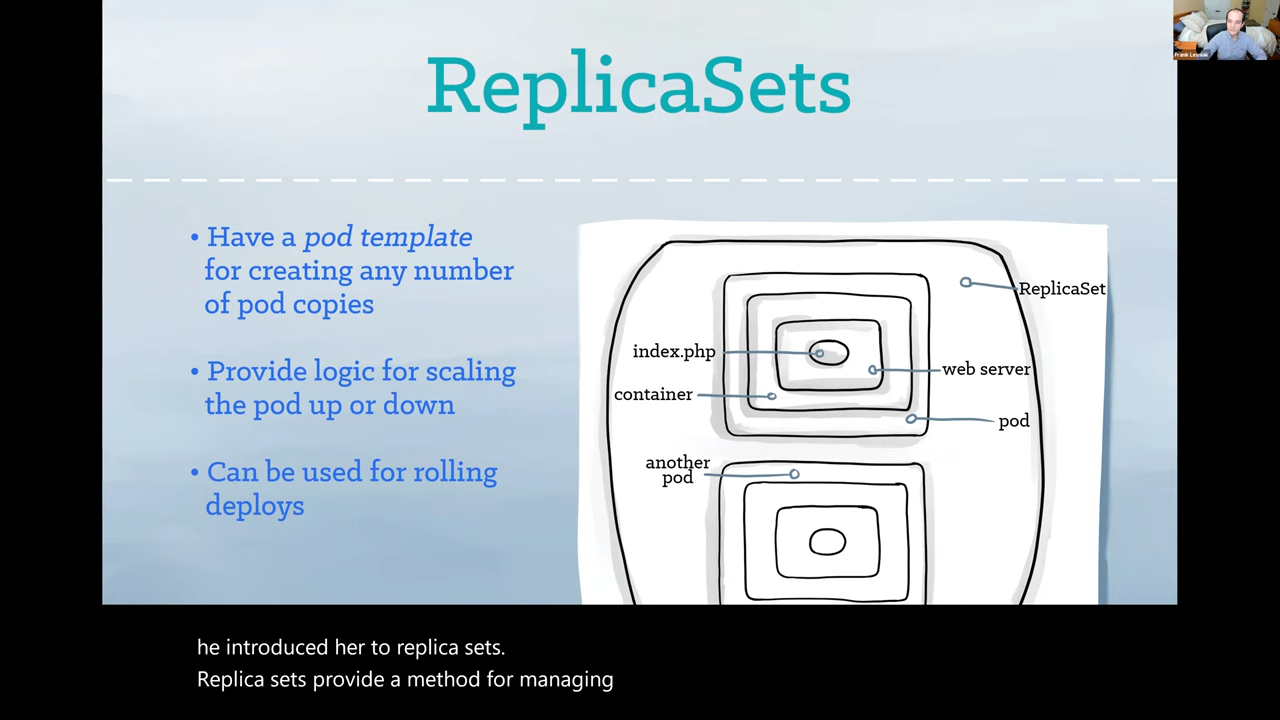 ReplicaSets
• Have a pod template
for creating any number
of pod copies
• Provide logic for scaling
the pod up or down
• Can be used for rolling
deploys
ReplicaSet
index.php
web server
container
pod
another
pod
he introduced her to replica sets.
Replica sets provide a method for managing